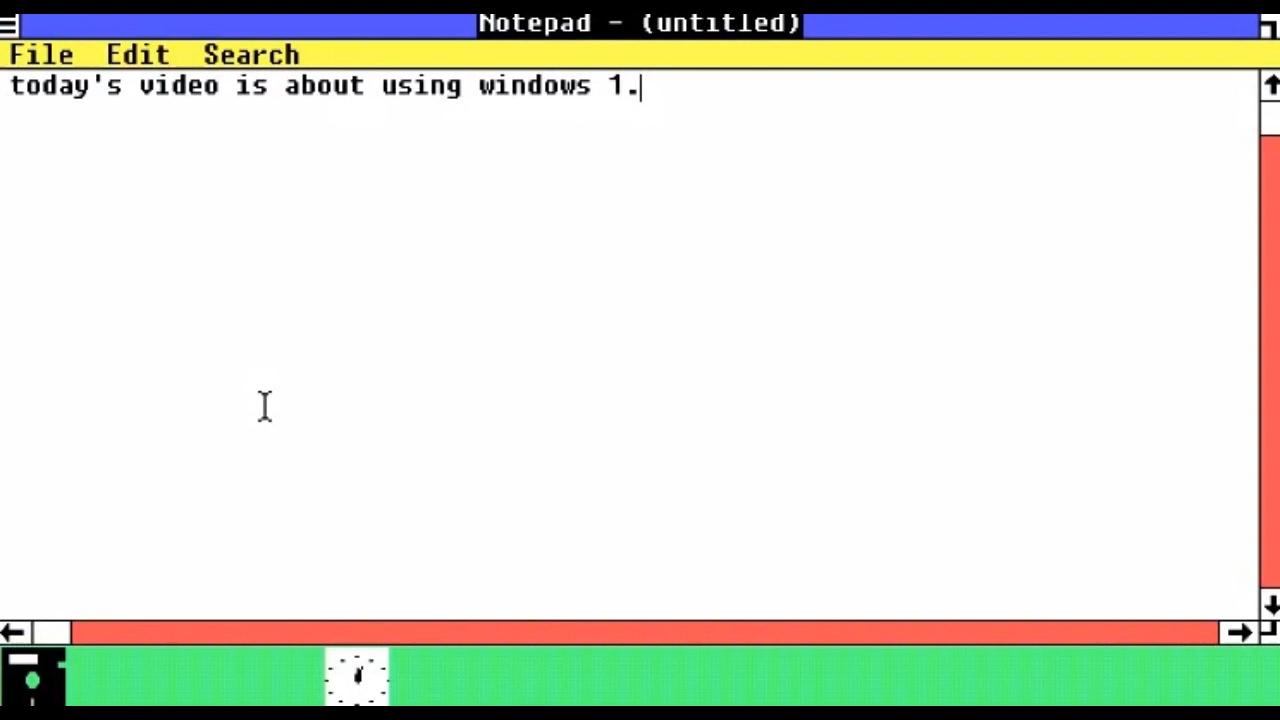 Notepad - (untitled)
File Edit Search
today's video is about using windows 1.